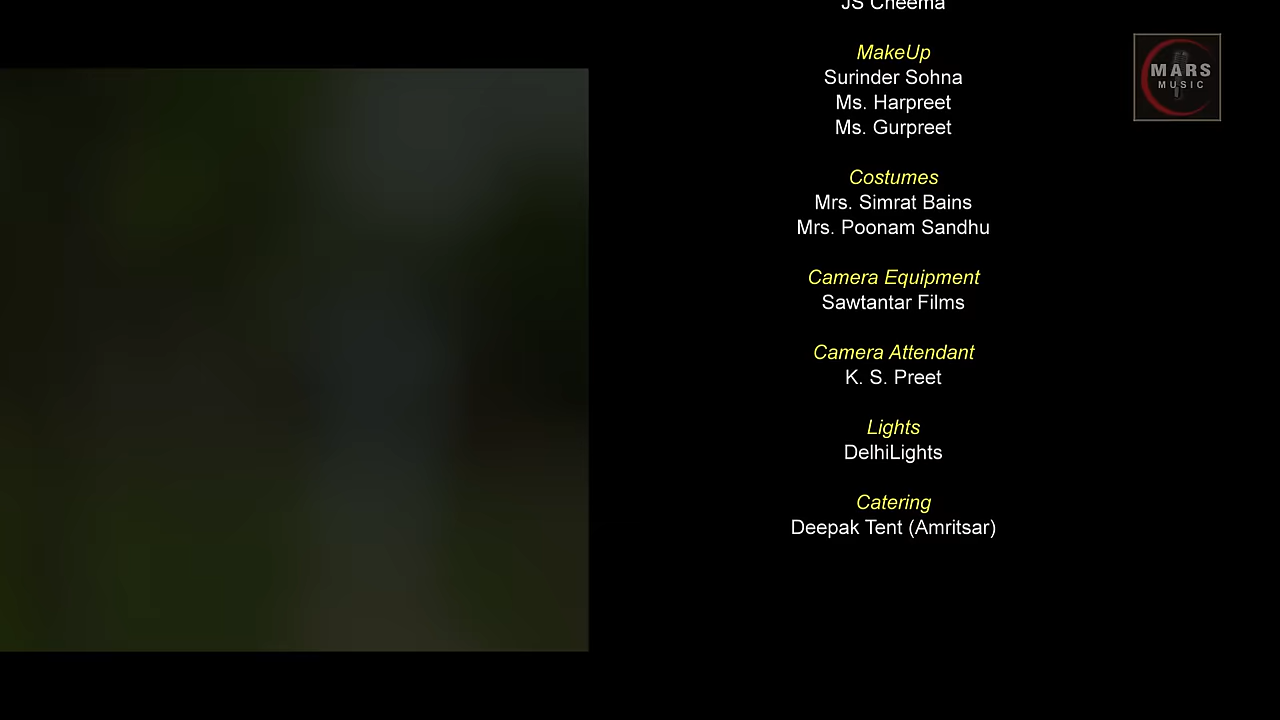 JS Cheema
MakeUp
Surinder Sohna
Ms. Harpreet
Ms. Gurpreet
Costumes
Mrs. Simrat Bains
Mrs. Poonam Sandhu
Camera Equipment
Sawtantar Films
Camera Attendant
K. S. Preet
Lights
DelhiLights
Catering
Deepak Tent (Amritsar)
MARS
MUSIC